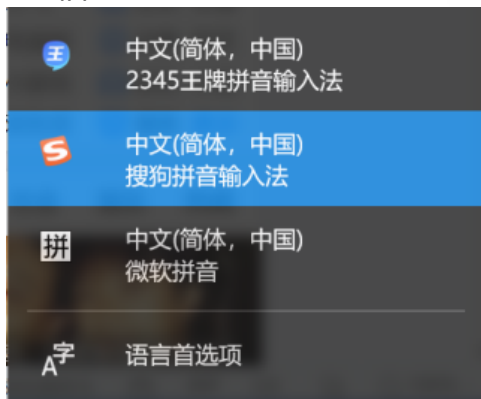 王
中文(简体，中国)
2345王牌拼音输入法
S
中文(简体，中国)
搜狗拼音输入法
拼
中文(简体，中国)
微软拼音
A字
语言首选项